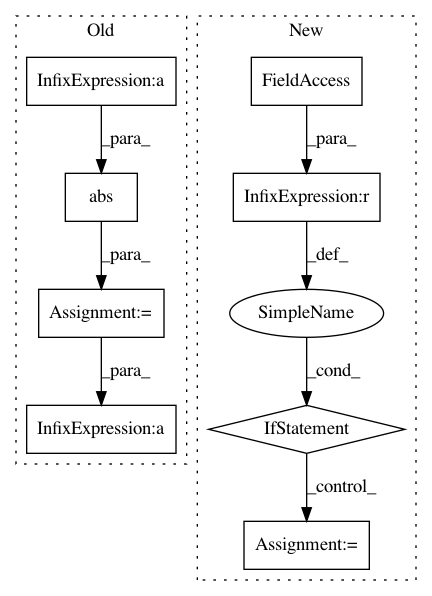 Old
InfixExpression:a
_para_
abs
_para_
Assignment:=
_para_
InfixExpression:a
New
FieldAccess
_para_
InfixExpression:r
_def_
SimpleName
_cond_
IfStatement
_control_
Assignment:=